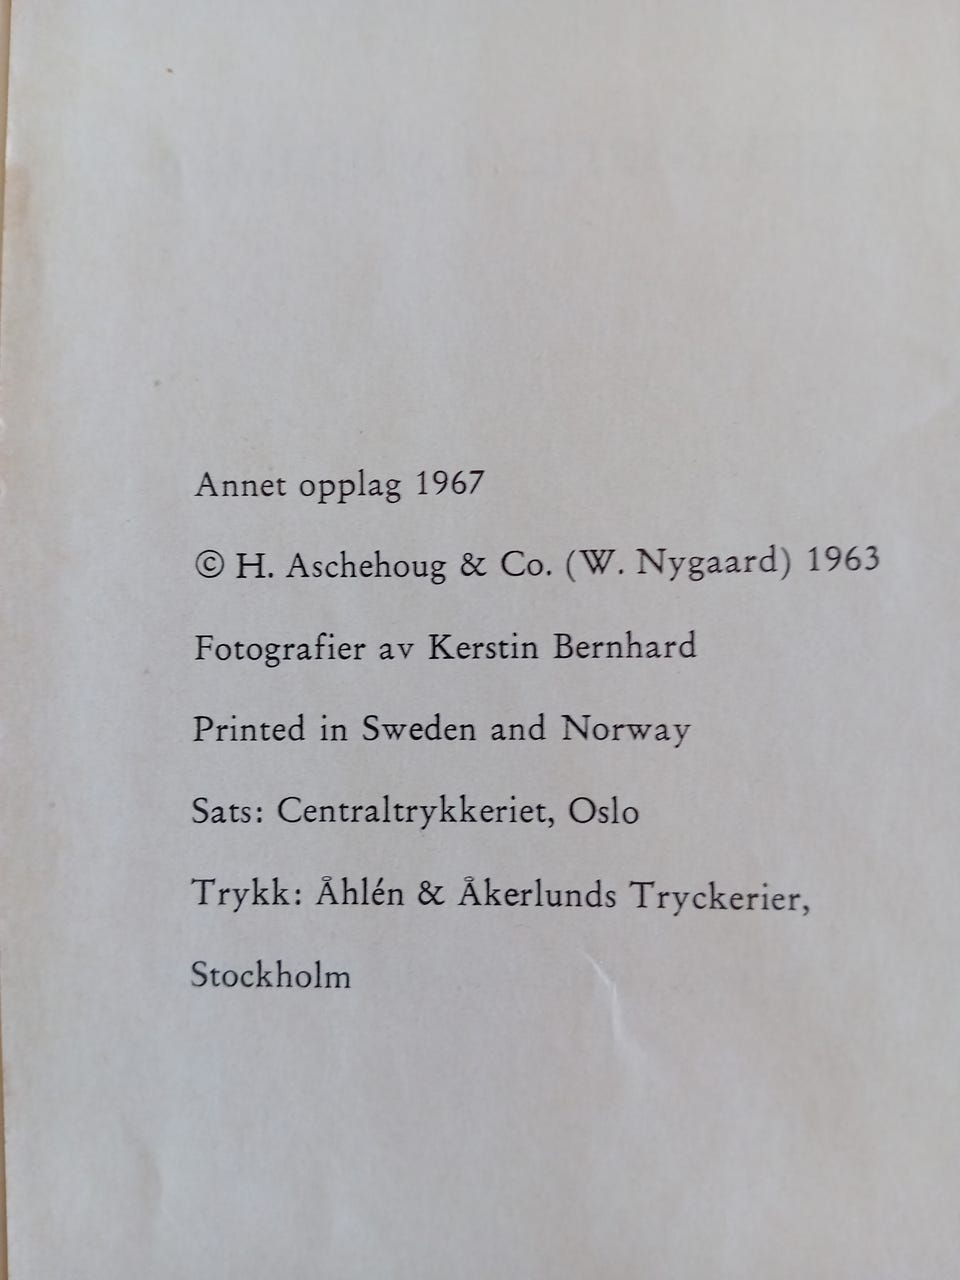 Annet opplag 1967
© H. Aschehoug & Co. (W. Nygaard) 1963
Fotografier av Kerstin Bernhard
Printed in Sweden and Norway
Sats: Centraltrykkeriet, Oslo
Trykk: Åhlén & Åkerlunds Tryckerier,
Stockholm